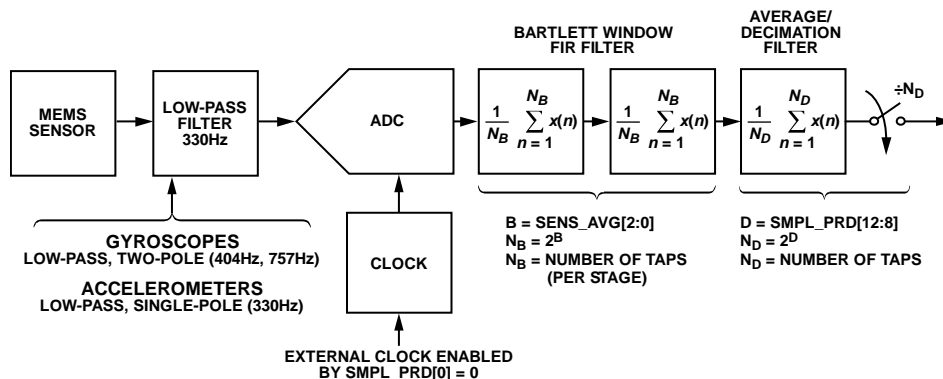 BARTLETT WINDOW
FIR FILTER
AVERAGE/
DECIMATION
FILTER
MEMS
SENSOR
LOW-PASS
FILTER
330Hz
ADC
1/N_B N_B ∑ n = 1 x(n)
1/N_B N_B ∑ n = 1 x(n)
1/N_D N_D ∑ n = 1 x(n)
÷N_D
CLOCK
GYROSCOPES
LOW-PASS, TWO-POLE (404Hz, 757Hz)
ACCELEROMETERS
LOW-PASS, SINGLE-POLE (330Hz)
B = SENS_AVG[2:0]
N_B = 2^B
N_B = NUMBER OF TAPS
(PER STAGE)
D = SMPL_PRD[12:8]
N_D = 2^D
N_D = NUMBER OF TAPS
EXTERNAL CLOCK ENABLED
BY SMPL_PRD[0] = 0